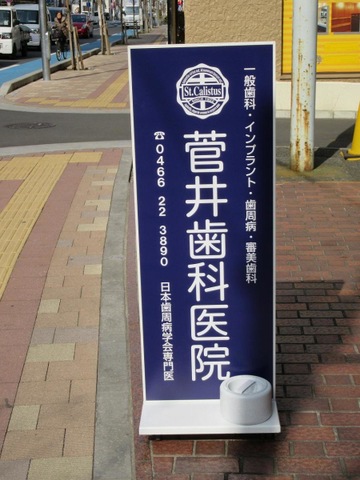 St.Calistus
一般歯科・インプラント・歯周病・審美歯科
菅井歯科医院
☎0466 22 3890 日本歯周病学会専門医